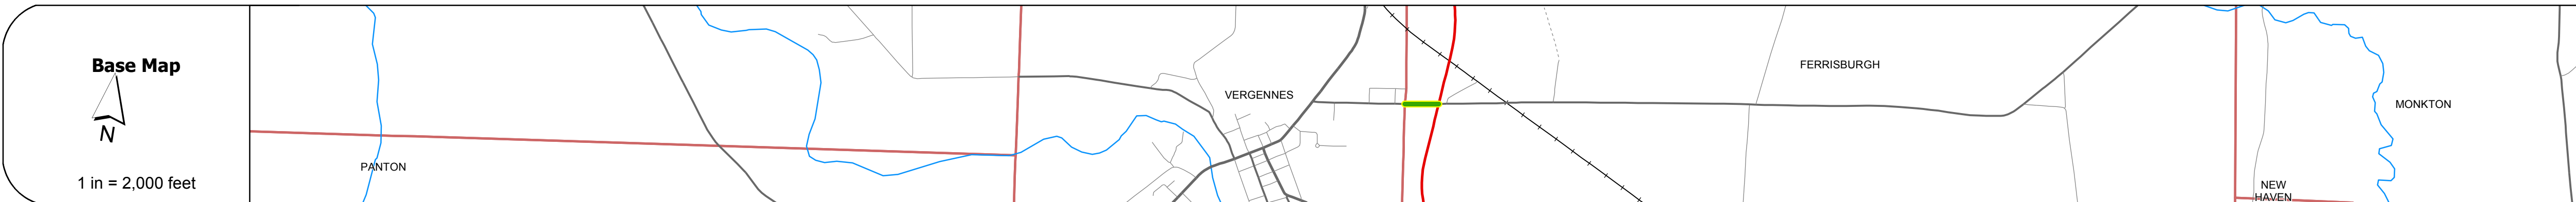 Base Map
N
1 in = 2,000 feet
PANTON
VERGENNES
FERRISBURGH
MONKTON
NEW
HAVEN